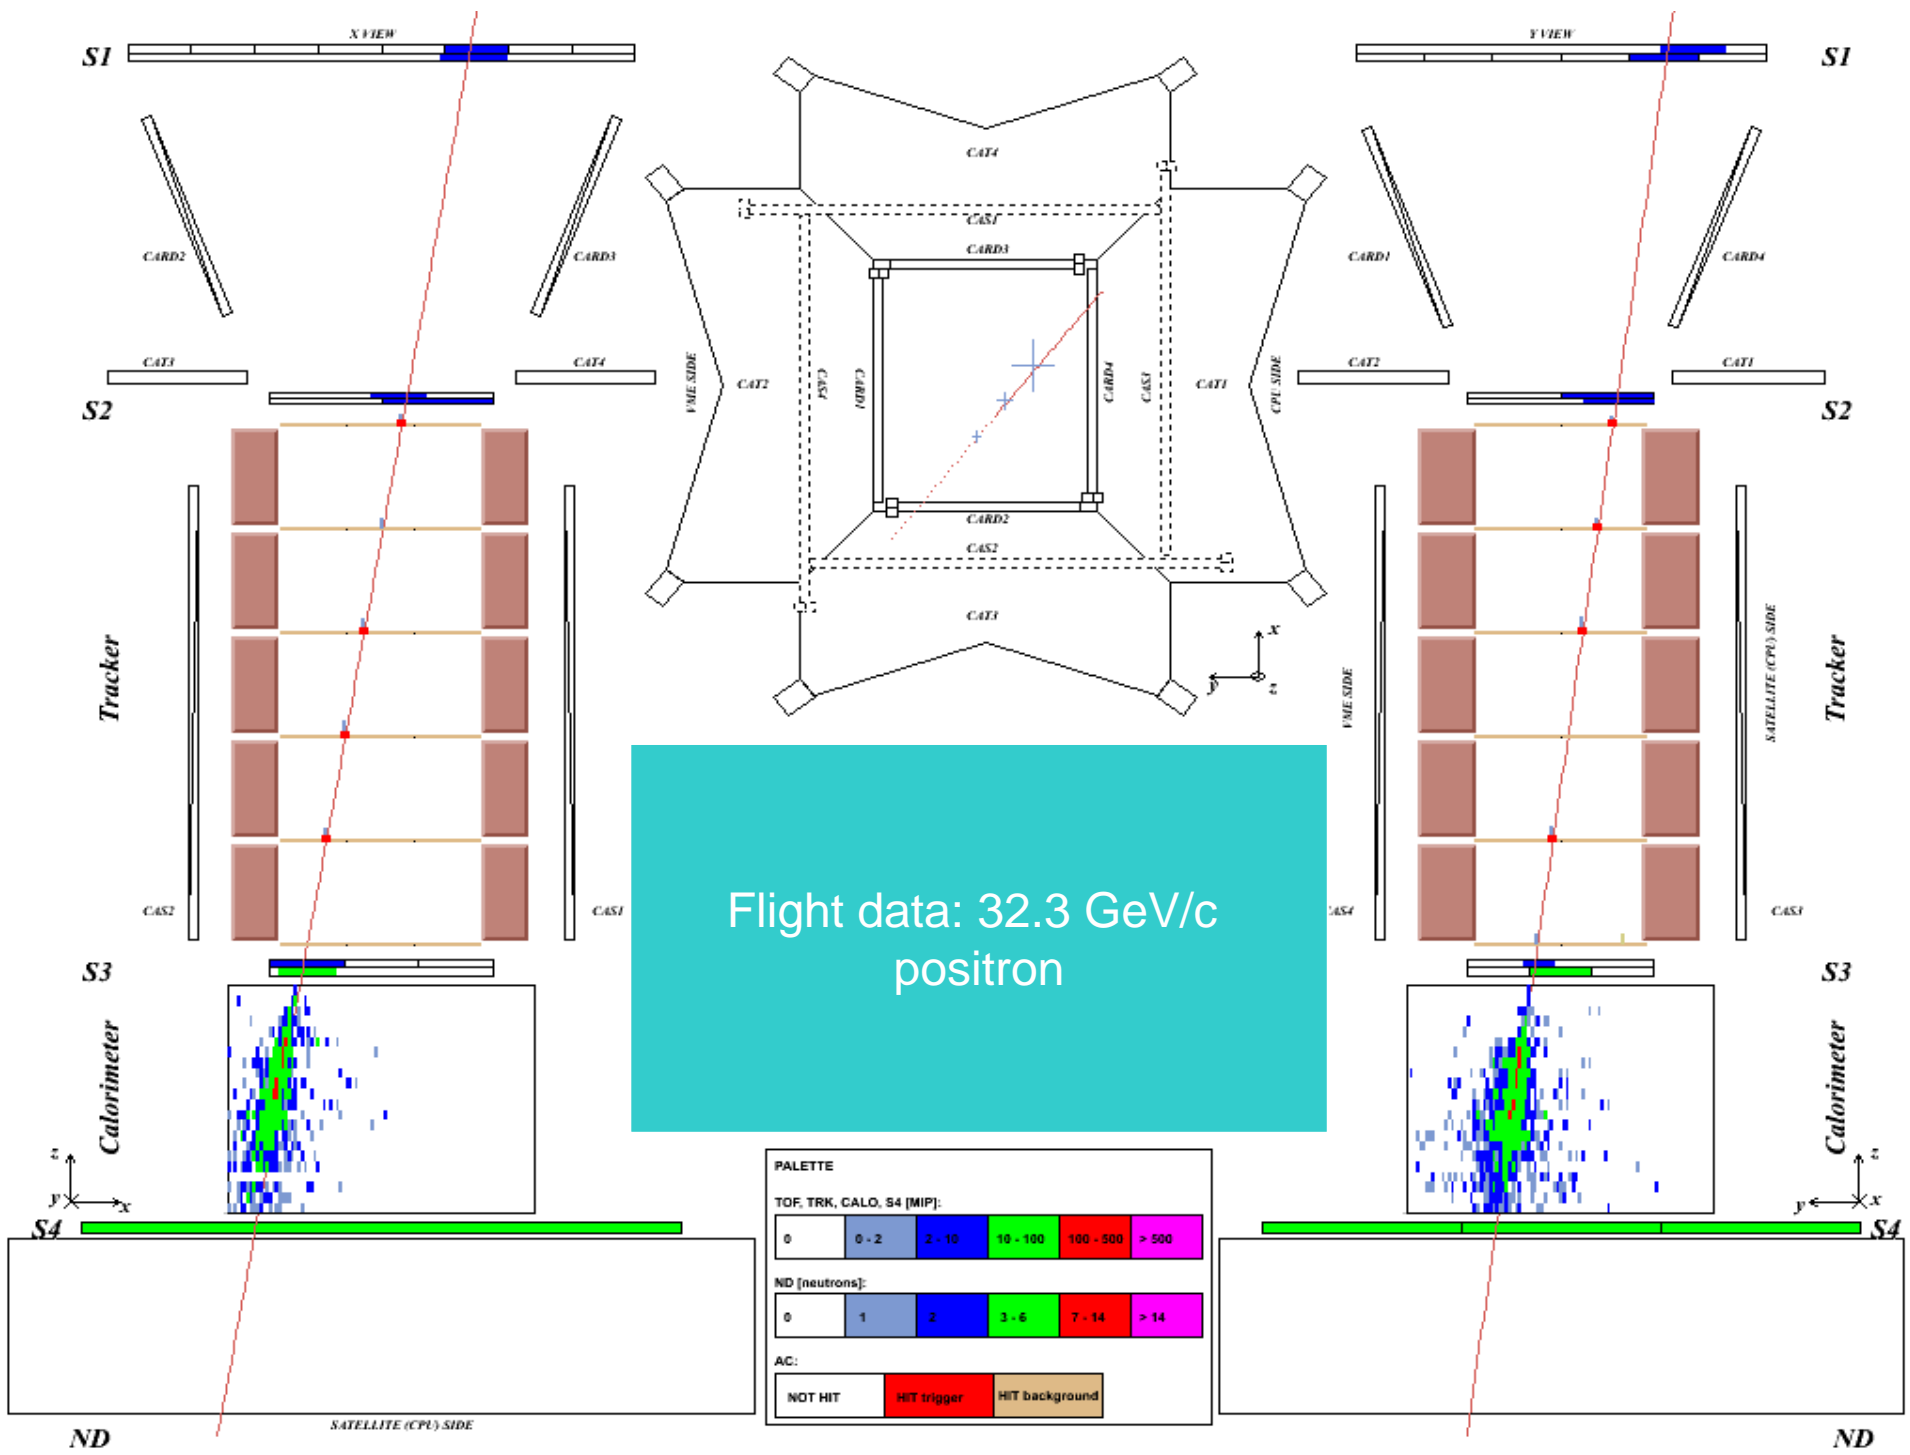 X VIEW
Y VIEW
S1
S1
CARD2
CARD3
CAT4
CAS1
CARD3
CARD1
CARD4
CAT3
CAT4
VME SIDE
CAT2
CAS4
CARD1
CARD4
CAS3
CAT1
CPU SIDE
CAT2
CAT1
S2
S2
CARD2
CAS2
CAT3
x
y
z
Tracker
VME SIDE
SATELLITE (CPU) SIDE
Tracker
CAS2
CAS1
CAS3
Flight data: 32.3 GeV/c
positron
S3
S3
Calorimeter
Calorimeter
z
y
x
z
y
x
S4
S4
PALETTE
TOF, TRK, CALO, S4 [MIP]:
0 0 - 2 2 - 10 10 - 100 100 - 500 > 500
ND [neutrons]:
0 1 2 3 - 6 7 - 14 > 14
AC:
NOT HIT HIT trigger HIT background
SATELLITE (CPU) SIDE
ND
ND